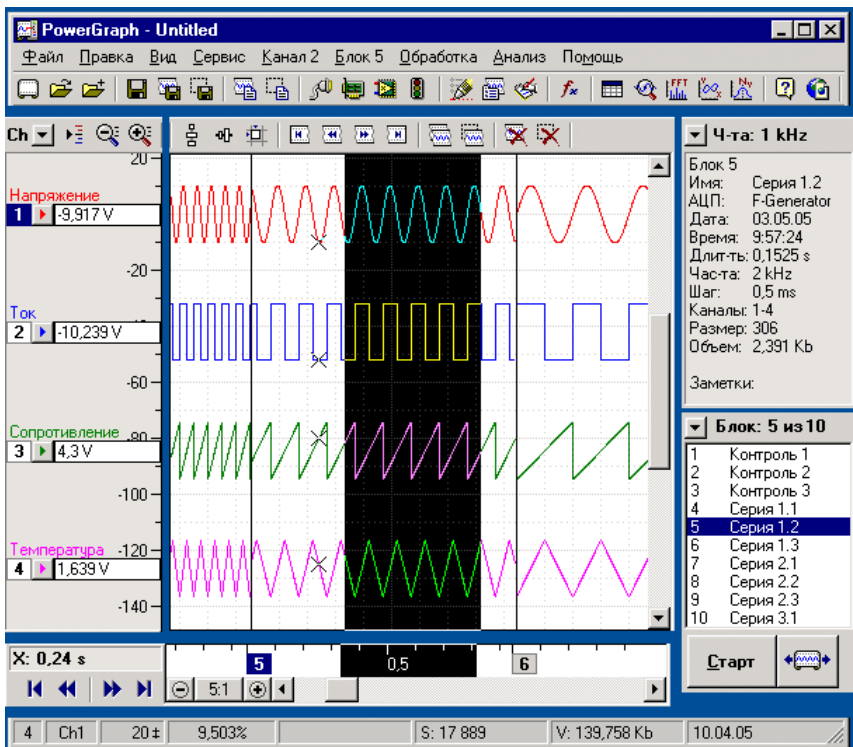 PowerGraph - Untitled
Файл Правка Вид Сервис Канал 2 Блок 5 Обработка Анализ Помощь
Ch
20
Напряжение
1 -9,917 V
-20
Ток
2 -10,239 V
-60
Сопротивление -80
3 4,3 V
-100
Температура -120
4 1,639 V
-140
X: 0,24 s
5 0,5 6
5:1
Ч-та: 1 kHz
Блок 5
Имя: Серия 1.2
АЦП: F-Generator
Дата: 03.05.05
Время: 9:57:24
Длит-ть: 0,1525 s
Час-та: 2 kHz
Шаг: 0,5 ms
Каналы: 1-4
Размер: 306
Объем: 2,391 Kb
Заметки:
Блок: 5 из 10
1 Контроль 1
2 Контроль 2
3 Контроль 3
4 Серия 1.1
5 Серия 1.2
6 Серия 1.3
7 Серия 2.1
8 Серия 2.2
9 Серия 2.3
10 Серия 3.1
Старт
4 Ch1 20± 9,503% S: 17 889 V: 139,758 Kb 10.04.05